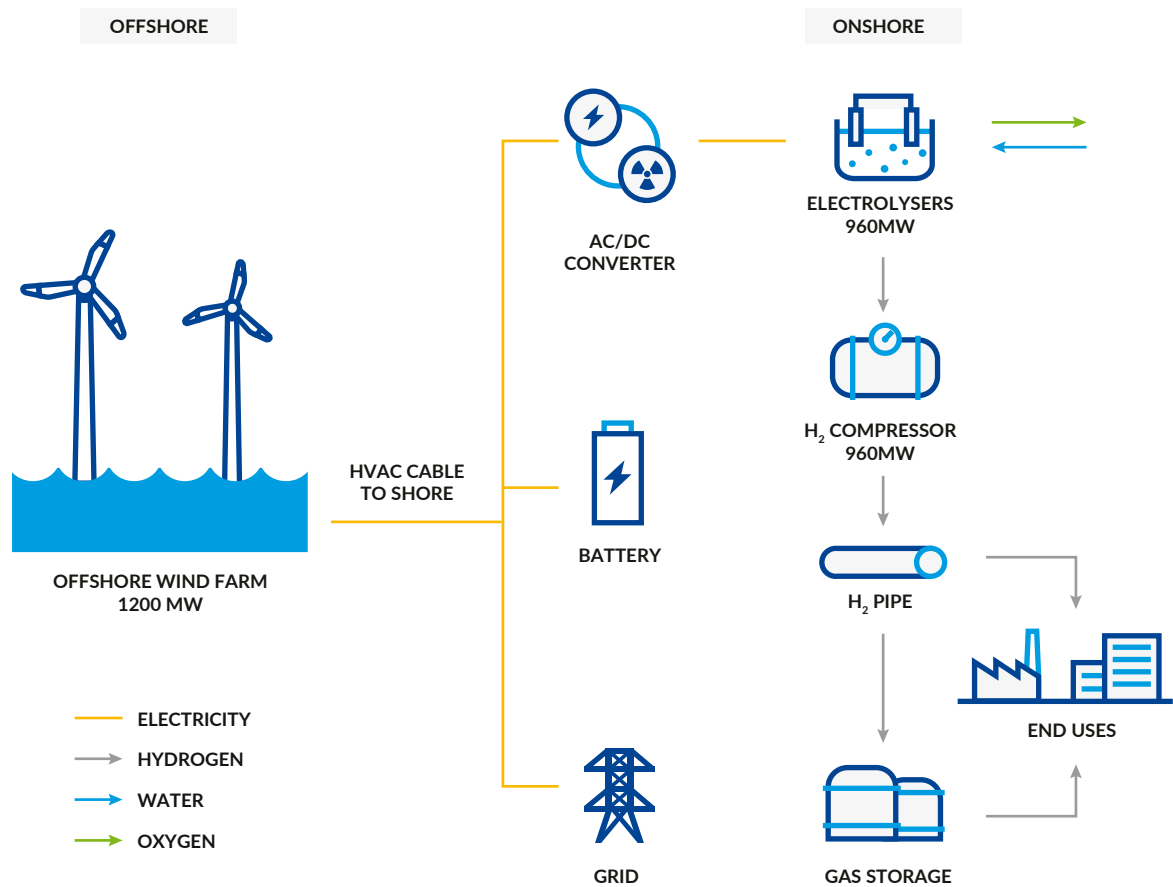 OFFSHORE
ONSHORE
ELECTROLYSERS
960MW
AC/DC
CONVERTER
H₂ COMPRESSOR
960MW
HVAC CABLE
TO SHORE
BATTERY
OFFSHORE WIND FARM
1200 MW
H₂ PIPE
ELECTRICITY
HYDROGEN
WATER
OXYGEN
END USES
GRID
GAS STORAGE